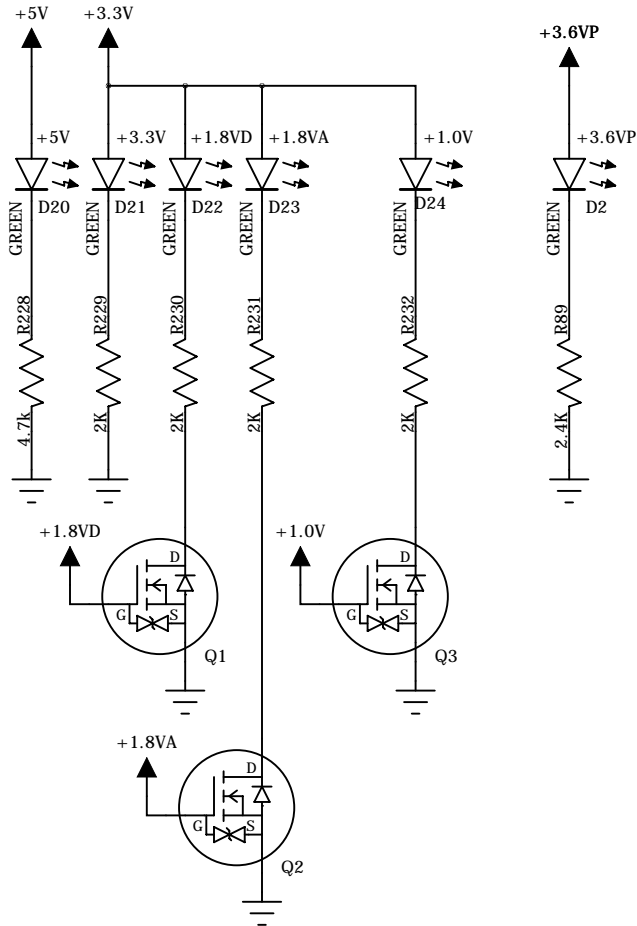 +5V
+3.3V
+3.6VP
+5V
+3.3V
+1.8VD
+1.8VA
+1.0V
+3.6VP
D20
D21
D22
D23
D24
D2
GREEN
GREEN
GREEN
GREEN
GREEN
GREEN
R228
R229
R230
R231
R232
R89
4.7k
2K
2K
2K
2K
2.4K
+1.8VD
+1.0V
D
D
G
S
G
S
Q1
Q3
+1.8VA
D
G
S
Q2